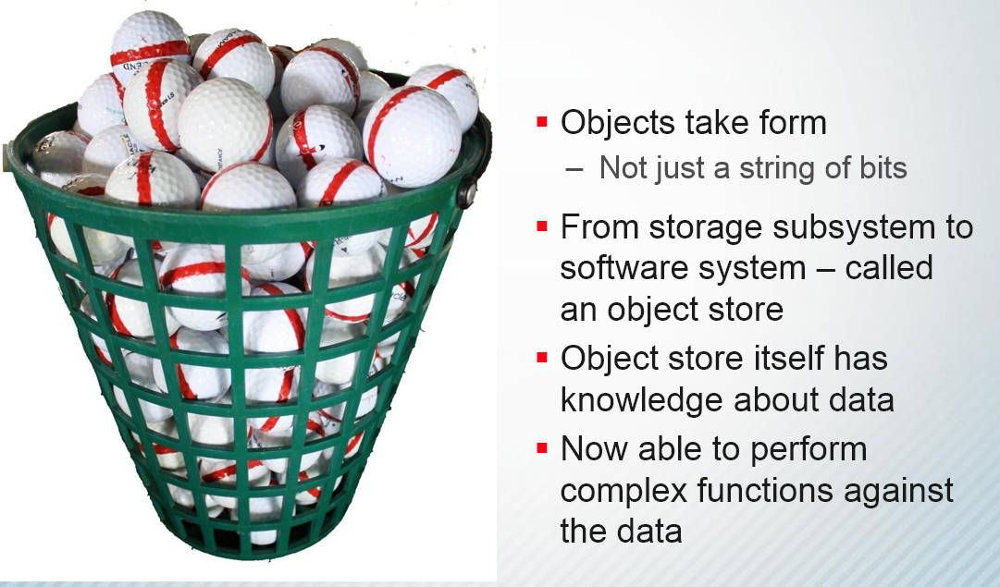 ▪ Objects take form
– Not just a string of bits
▪ From storage subsystem to
software system – called
an object store
▪ Object store itself has
knowledge about data
▪ Now able to perform
complex functions against
the data